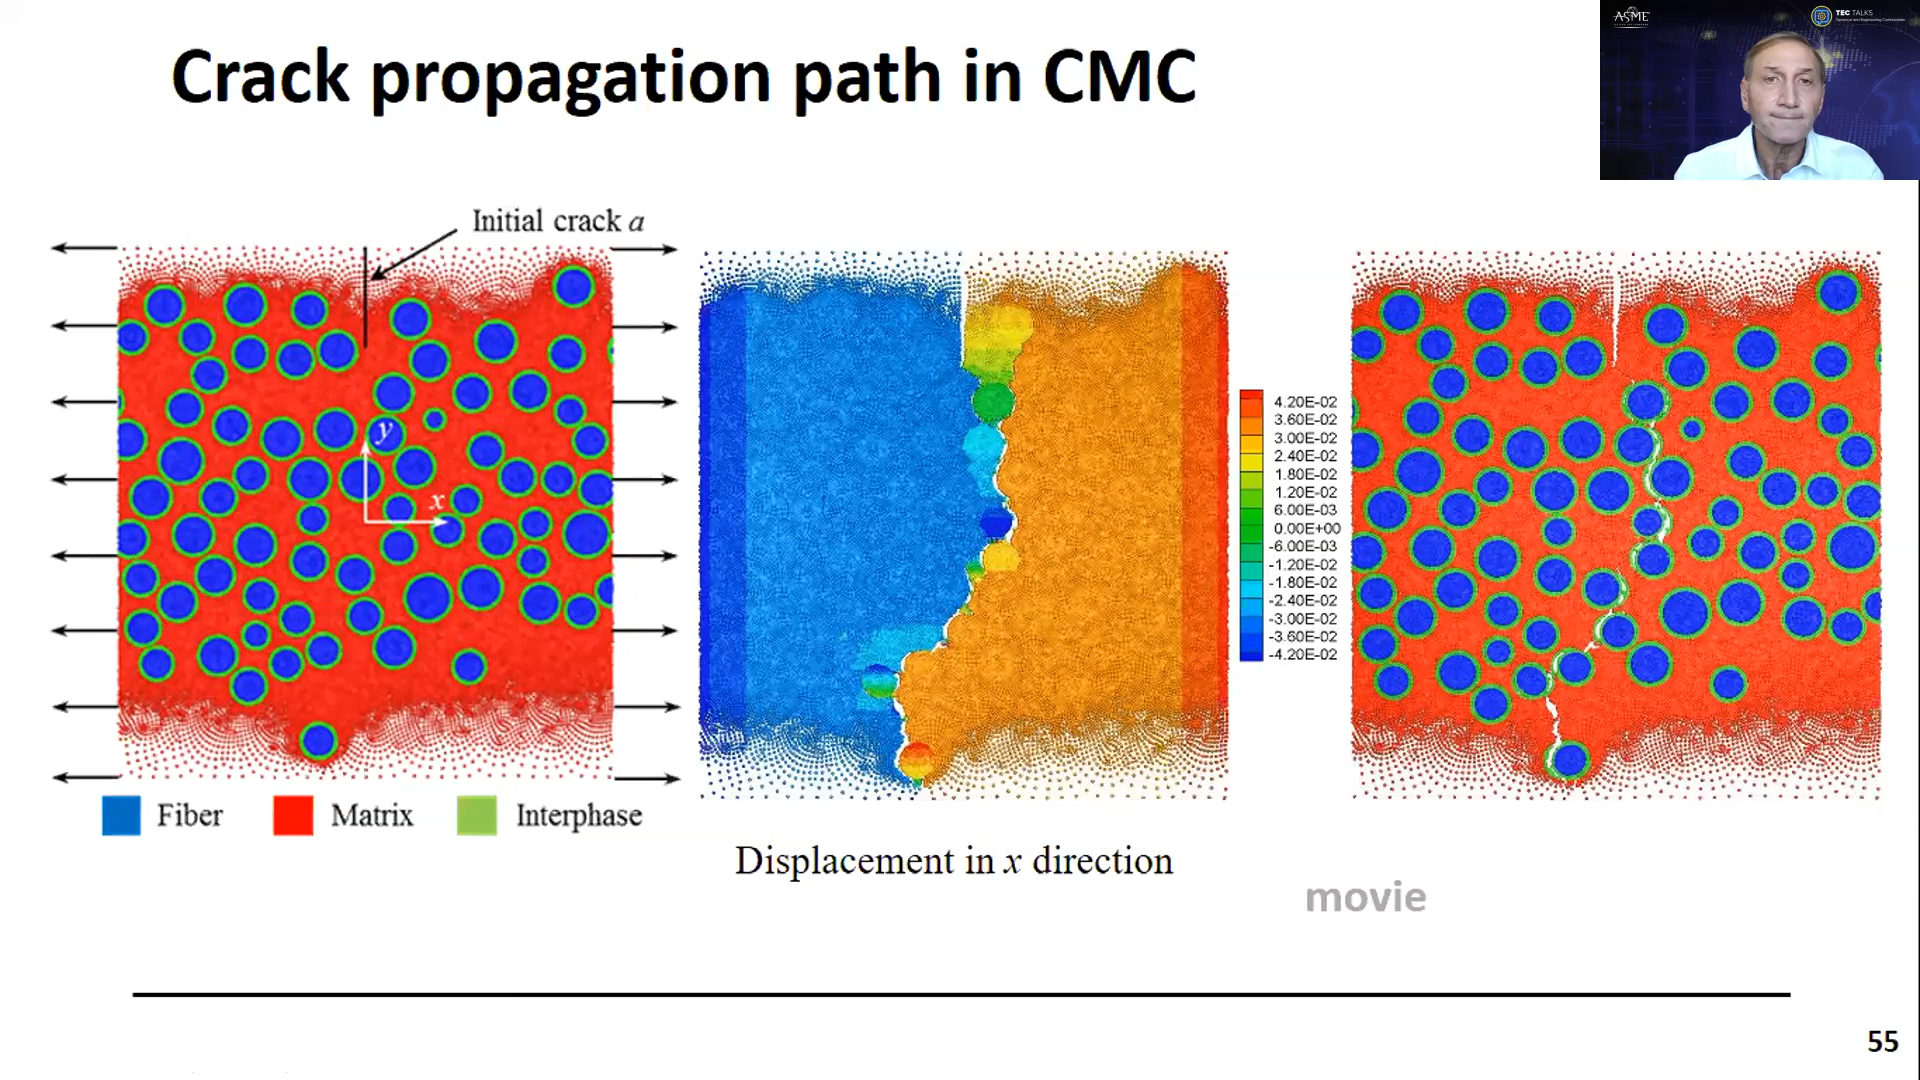 Crack propagation path in CMC
ASME
TEC TALKS
Initial crack a
y
x
Fiber
Matrix
Interphase
4.20E-02
3.60E-02
3.00E-02
2.40E-02
1.80E-02
1.20E-02
6.00E-03
0.00E+00
-6.00E-03
-1.20E-02
-1.80E-02
-2.40E-02
-3.00E-02
-3.60E-02
-4.20E-02
Displacement in x direction
movie
55